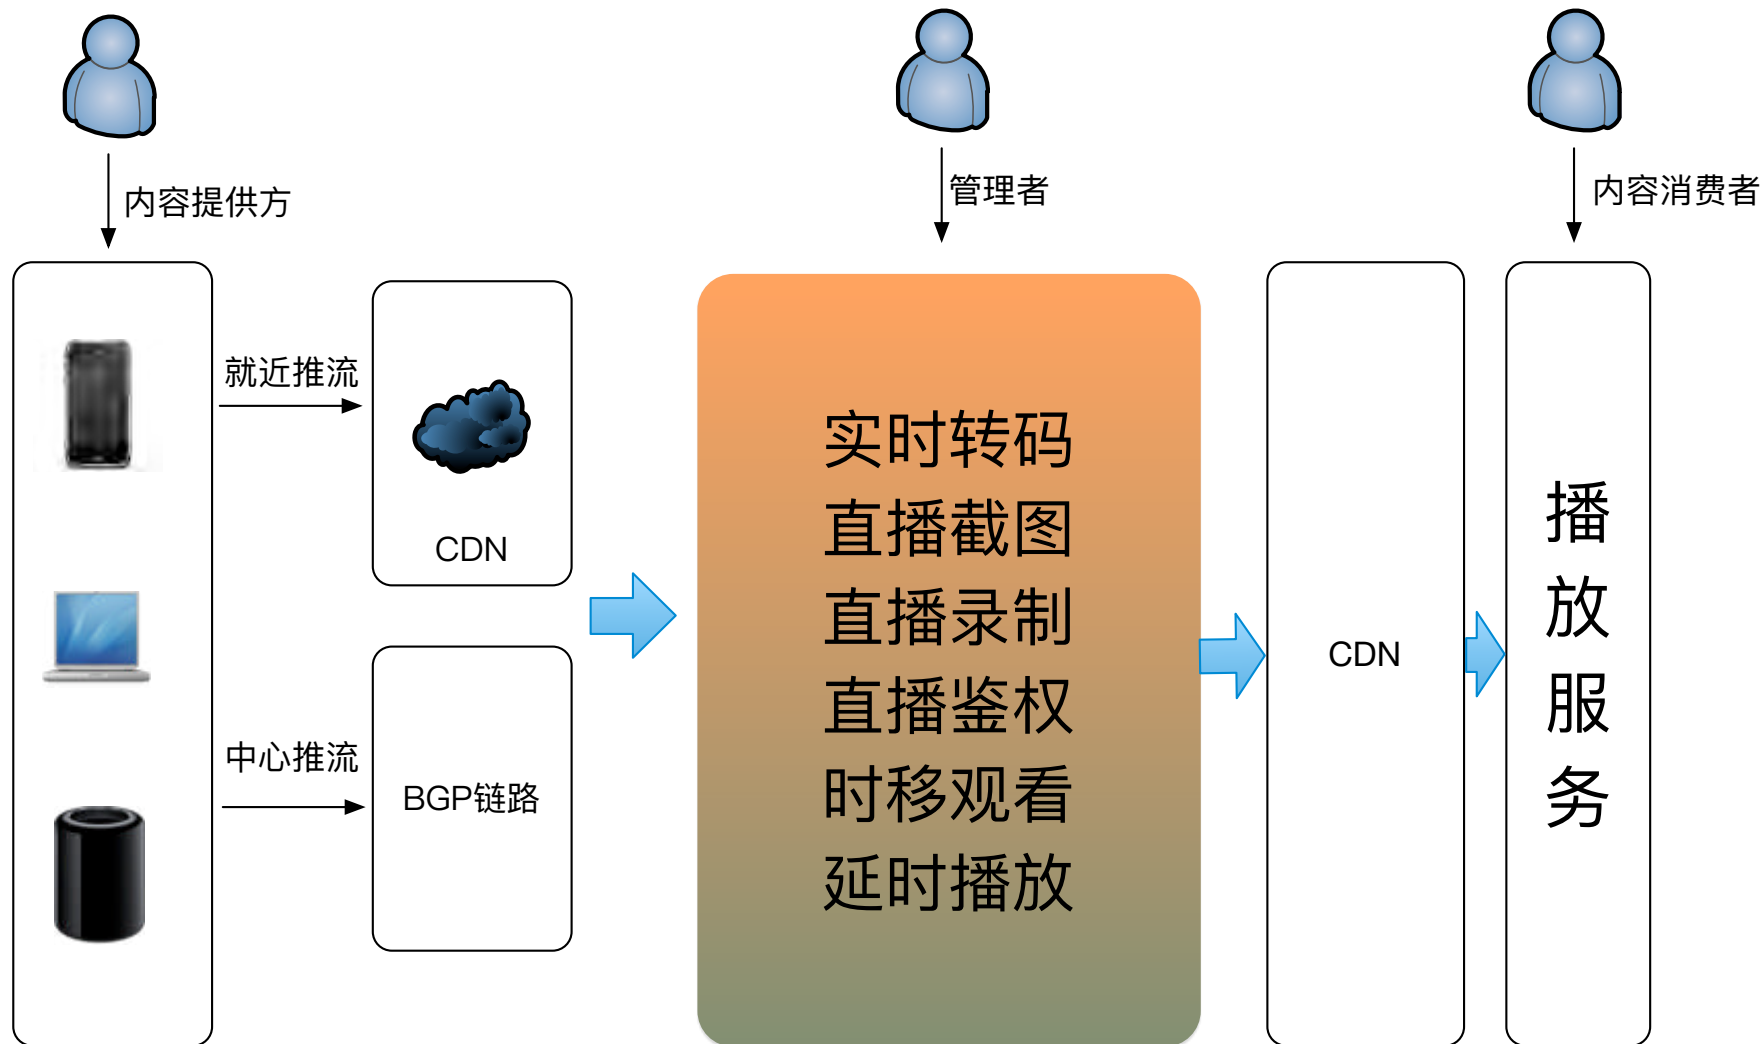 内容提供方
管理者
内容消费者
就近推流
CDN
中心推流
BGP链路
实时转码
直播截图
直播录制
直播鉴权
时移观看
延时播放
CDN
播
放
服
务